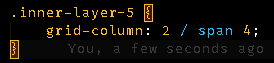 .inner-layer-5 {
grid-column: 2 / span 4;
} You, a few seconds ago